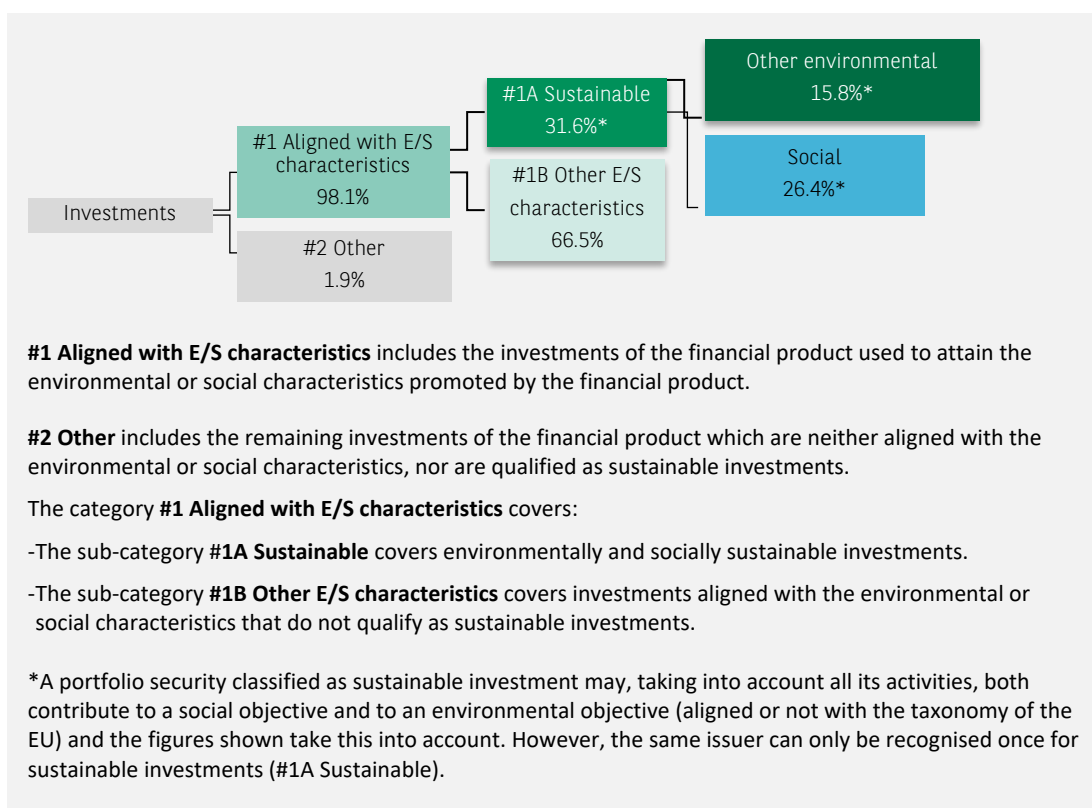 Investments
#1 Aligned with E/S
characteristics
98.1%
#2 Other
1.9%
#1A Sustainable
31.6%*
#1B Other E/S
characteristics
66.5%
Other environmental
15.8%*
Social
26.4%*
#1 Aligned with E/S characteristics includes the investments of the financial product used to attain the
environmental or social characteristics promoted by the financial product.
#2 Other includes the remaining investments of the financial product which are neither aligned with the
environmental or social characteristics, nor are qualified as sustainable investments.
The category #1 Aligned with E/S characteristics covers:
-The sub-category #1A Sustainable covers environmentally and socially sustainable investments.
-The sub-category #1B Other E/S characteristics covers investments aligned with the environmental or
social characteristics that do not qualify as sustainable investments.
*A portfolio security classified as sustainable investment may, taking into account all its activities, both
contribute to a social objective and to an environmental objective (aligned or not with the taxonomy of the
EU) and the figures shown take this into account. However, the same issuer can only be recognised once for
sustainable investments (#1A Sustainable).